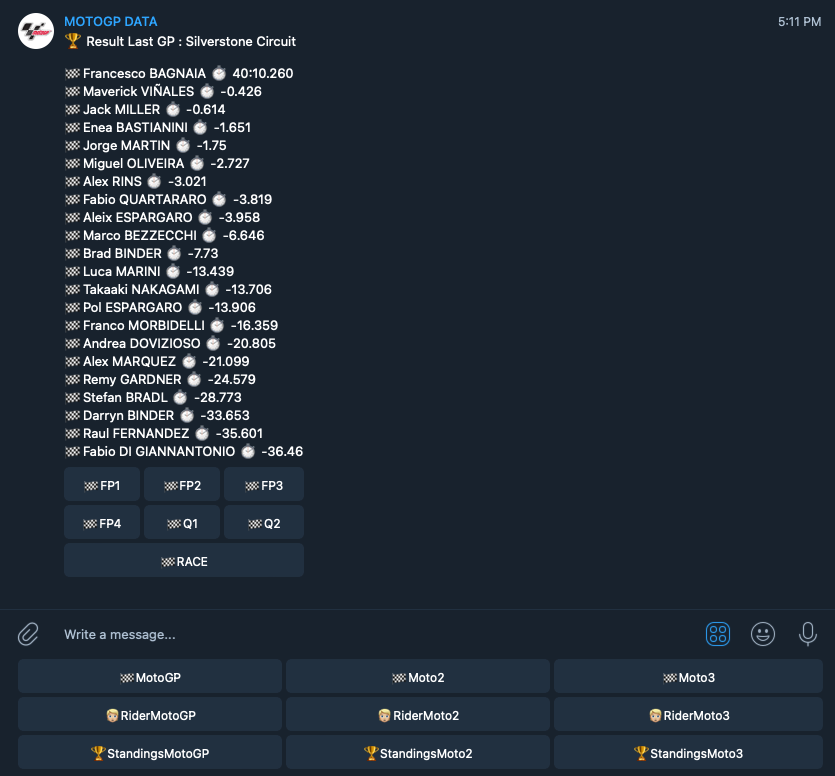 MOTOGP DATA
5:11 PM
🏆 Result Last GP : Silverstone Circuit
🏁 Francesco BAGNAIA ⏱ 40:10.260
🏁 Maverick VIÑALES ⏱ -0.426
🏁 Jack MILLER ⏱ -0.614
🏁 Enea BASTIANINI ⏱ -1.651
🏁 Jorge MARTIN ⏱ -1.75
🏁 Miguel OLIVEIRA ⏱ -2.727
🏁 Alex RINS ⏱ -3.021
🏁 Fabio QUARTARARO ⏱ -3.819
🏁 Aleix ESPARGARO ⏱ -3.958
🏁 Marco BEZZECCHI ⏱ -6.646
🏁 Brad BINDER ⏱ -7.73
🏁 Luca MARINI ⏱ -13.439
🏁 Takaaki NAKAGAMI ⏱ -13.706
🏁 Pol ESPARGARO ⏱ -13.906
🏁 Franco MORBIDELLI ⏱ -16.359
🏁 Andrea DOVIZIOSO ⏱ -20.805
🏁 Alex MARQUEZ ⏱ -21.099
🏁 Remy GARDNER ⏱ -24.579
🏁 Stefan BRADL ⏱ -28.773
🏁 Darryn BINDER ⏱ -33.653
🏁 Raul FERNANDEZ ⏱ -35.601
🏁 Fabio DI GIANNANTONIO ⏱ -36.46
🏁 FP1 🏁 FP2 🏁 FP3
🏁 FP4 🏁 Q1 🏁 Q2
🏁 RACE
Write a message...
🏁 MotoGP 🏁 Moto2 🏁 Moto3
👱🏼RiderMotoGP 👱🏼RiderMoto2 👱🏼RiderMoto3
🏆StandingsMotoGP 🏆StandingsMoto2 🏆StandingsMoto3